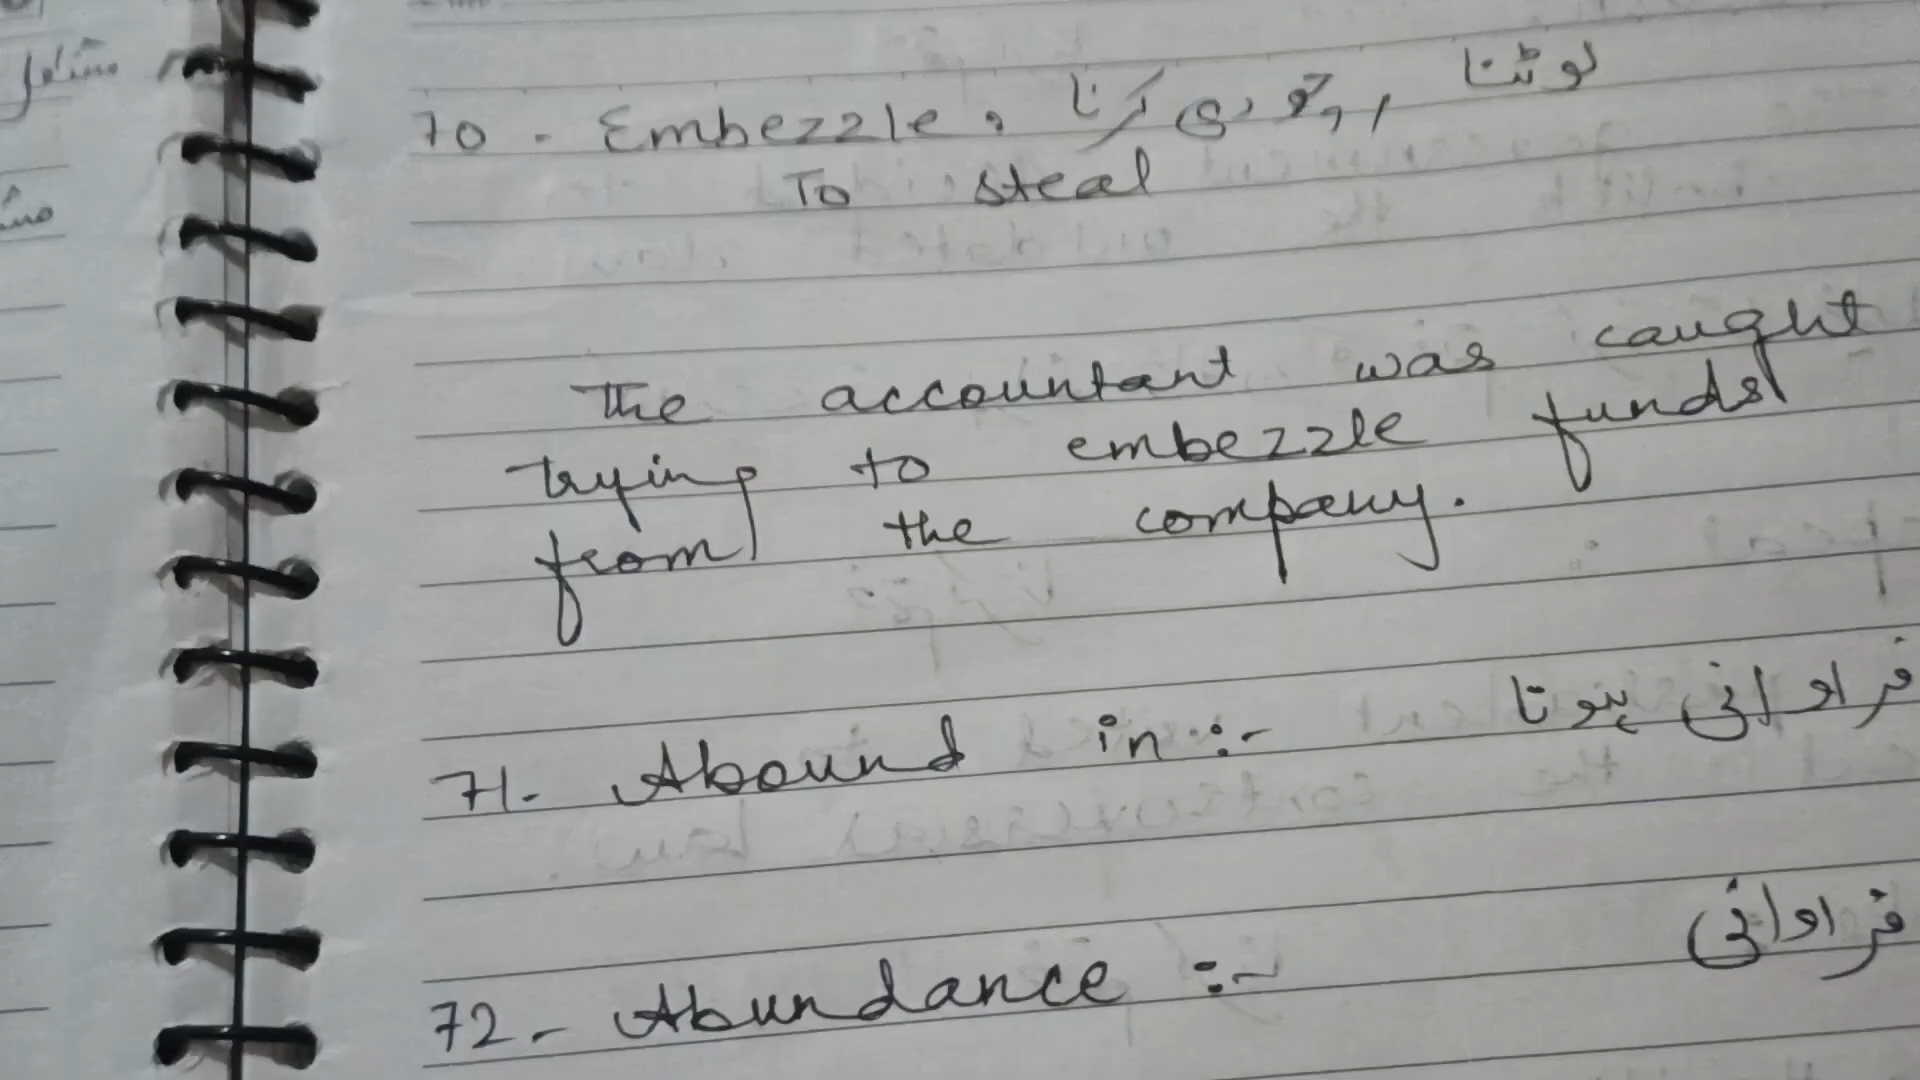 70 - Embezzle، لوٹنا ,چوری کرنا
To steal
The accountant was caught
trying to embezzle funds
from the company.
71- Abound in :- فراوانی ہونا
72- Abundance :- فراوانی